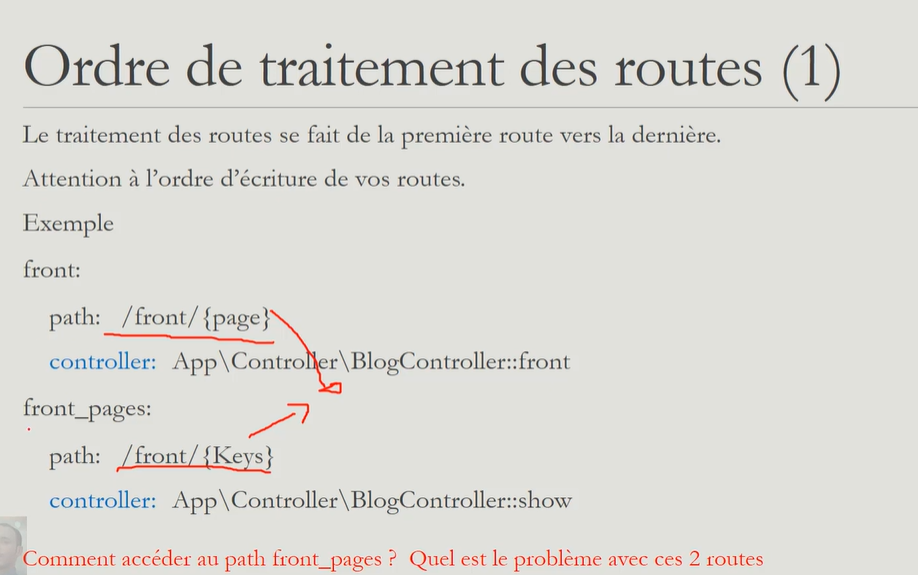 Ordre de traitement des routes (1)
Le traitement des routes se fait de la première route vers la dernière.
Attention à l'ordre d'écriture de vos routes.
Exemple
front:
path: /front/{page}
controller: App\Controller\BlogController::front
front_pages:
path: /front/{Keys}
controller: App\Controller\BlogController::show
Comment accéder au path front_pages ? Quel est le problème avec ces 2 routes